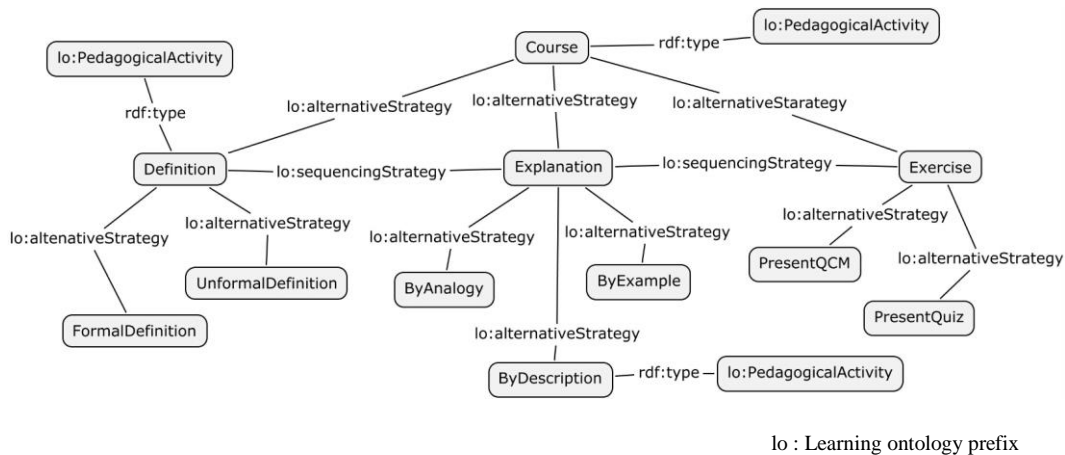 lo:PedagogicalActivity
Course
rdf:type
lo:PedagogicalActivity
rdf:type
lo:alternativeStrategy
lo:alternativeStrategy
lo:alternativeStarategy
Definition
lo:sequencingStrategy
Explanation
lo:sequencingStrategy
Exercise
lo:altenativeStrategy
lo:alternativeStrategy
lo:alternativeStrategy
lo:alternativeStrategy
lo:alternativeStrategy
lo:alternativeStrategy
UnformalDefinition
ByAnalogy
ByExample
PresentQCM
FormalDefinition
PresentQuiz
lo:alternativeStrategy
ByDescription
rdf:type
lo:PedagogicalActivity
lo : Learning ontology prefix